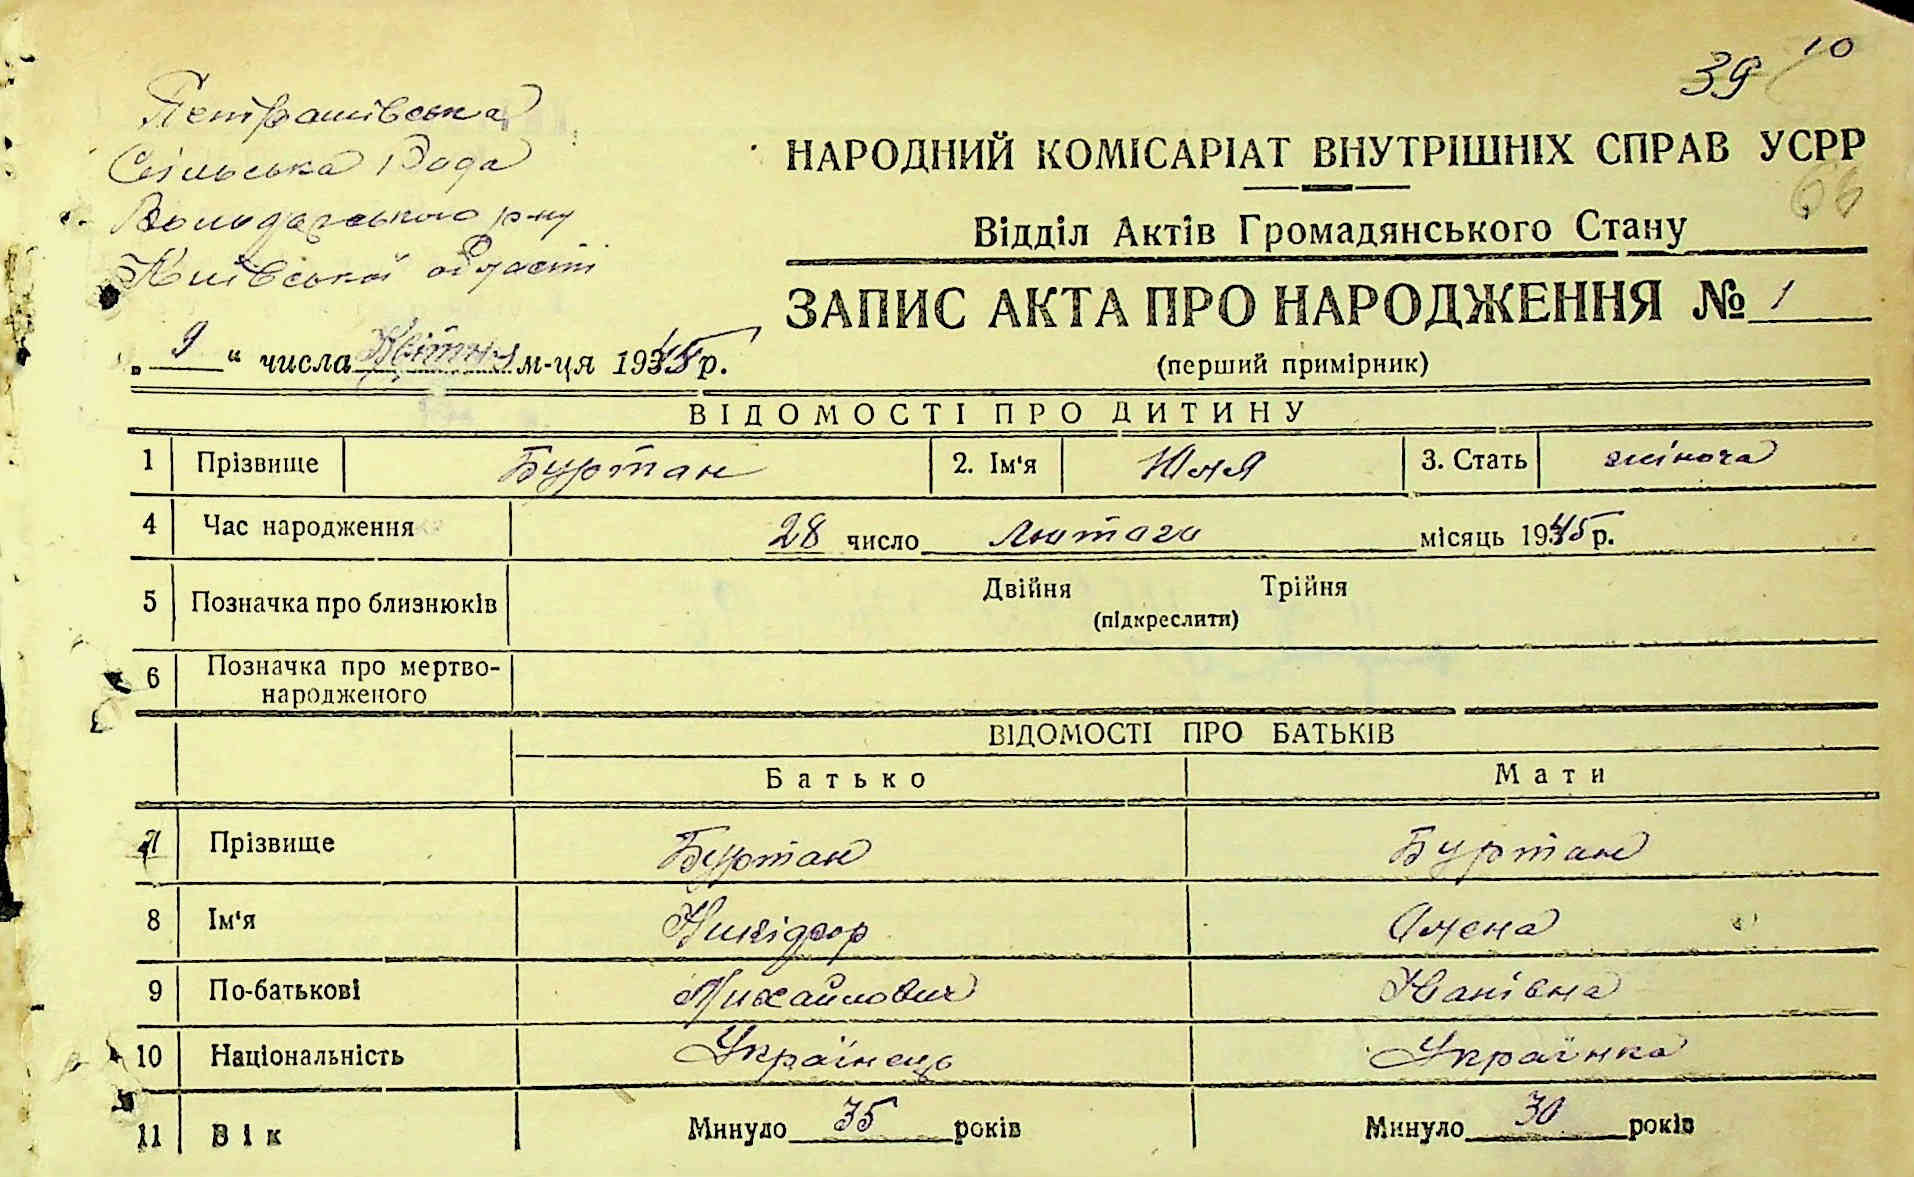 39 10
Петрашівська
Сільська Рада
Володарського р-ну
Київської області
НАРОДНИЙ КОМІСАРІАТ ВНУТРІШНІХ СПРАВ УСРР
66
Відділ Актів Громадянського Стану
ЗАПИС АКТА ПРО НАРОДЖЕННЯ № 1
„ 9 “ числа Квітня м-ця 1945 р.
(перший примірник)
ВІДОМОСТІ ПРО ДИТИНУ
1 Прізвище Буртан 2. Ім‘я Юля 3. Стать жіноча
4 Час народження 28 число лютого місяць 1945 р.
5 Позначка про близнюків Двійня Трійня
(підкреслити)
6 Позначка про мертво-
народженого
ВІДОМОСТІ ПРО БАТЬКІВ
Батько Мати
7 Прізвище Буртан Буртан
8 Ім‘я Никіфор Олена
9 По-батькові Михайлович Іванівна
10 Національність Українець Українка
11 Вік Минуло 35 років Минуло 30 років